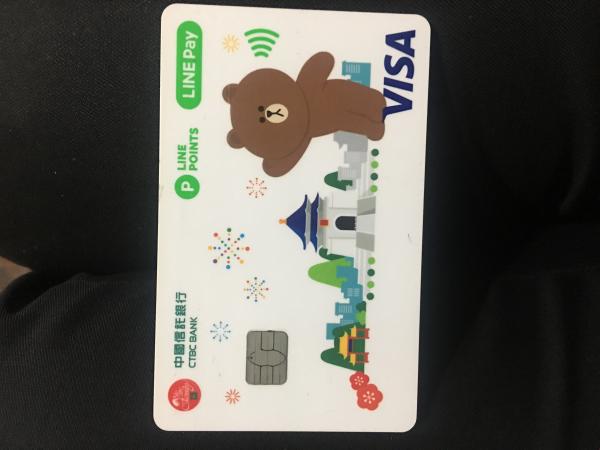 中國信託銀行
CTBC BANK
P
LINE
POINTS
LINE Pay
VISA